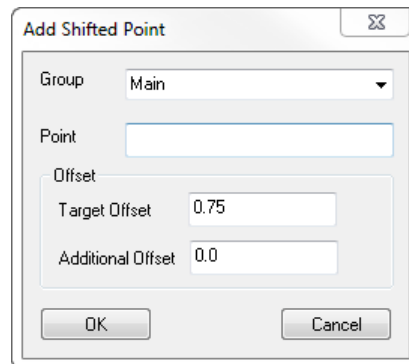 Add Shifted Point
Group Main
Point
Offset
Target Offset 0.75
Additional Offset 0.0
OK Cancel